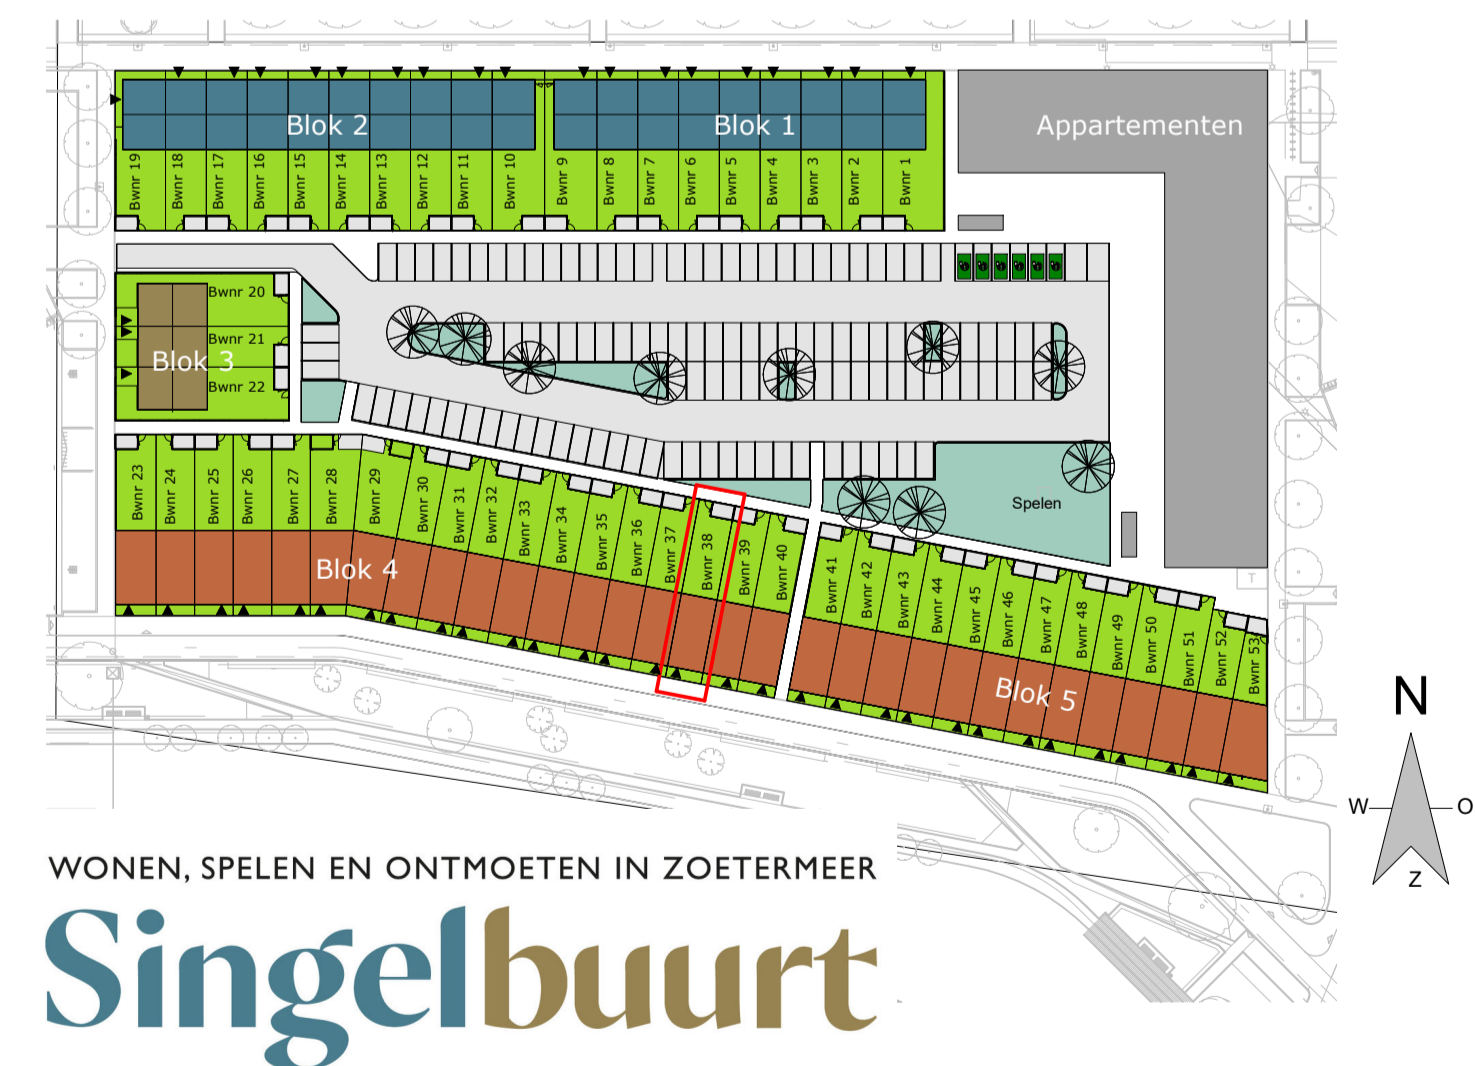 Blok 2
Blok 1
Appartementen
Bwnr 19
Bwnr 18
Bwnr 17
Bwnr 16
Bwnr 15
Bwnr 14
Bwnr 13
Bwnr 12
Bwnr 11
Bwnr 10
Bwnr 9
Bwnr 8
Bwnr 7
Bwnr 6
Bwnr 5
Bwnr 4
Bwnr 3
Bwnr 2
Bwnr 1
Bwnr 20
Bwnr 21
Blok 3
Bwnr 22
Bwnr 23
Bwnr 24
Bwnr 25
Bwnr 26
Bwnr 27
Bwnr 28
Bwnr 29
Bwnr 30
Bwnr 31
Bwnr 32
Bwnr 33
Bwnr 34
Bwnr 35
Bwnr 36
Bwnr 37
Bwnr 38
Bwnr 39
Bwnr 40
Spelen
Blok 4
Bwnr 41
Bwnr 42
Bwnr 43
Bwnr 44
Bwnr 45
Bwnr 46
Bwnr 47
Bwnr 48
Bwnr 49
Bwnr 50
Bwnr 51
Bwnr 52
Bwnr 53
T
Blok 5
N
W
O
Z
WONEN, SPELEN EN ONTMOETEN IN ZOETERMEER
Singelbuurt